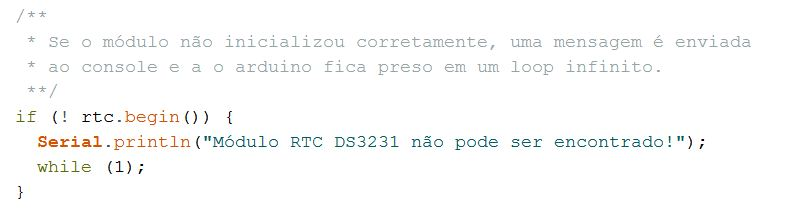 /**
 * Se o módulo não inicializou corretamente, uma mensagem é enviada
 * ao console e a o arduino fica preso em um loop infinito.
 **/
if (! rtc.begin()) {
  Serial.println("Módulo RTC DS3231 não pode ser encontrado!");
  while (1);
}